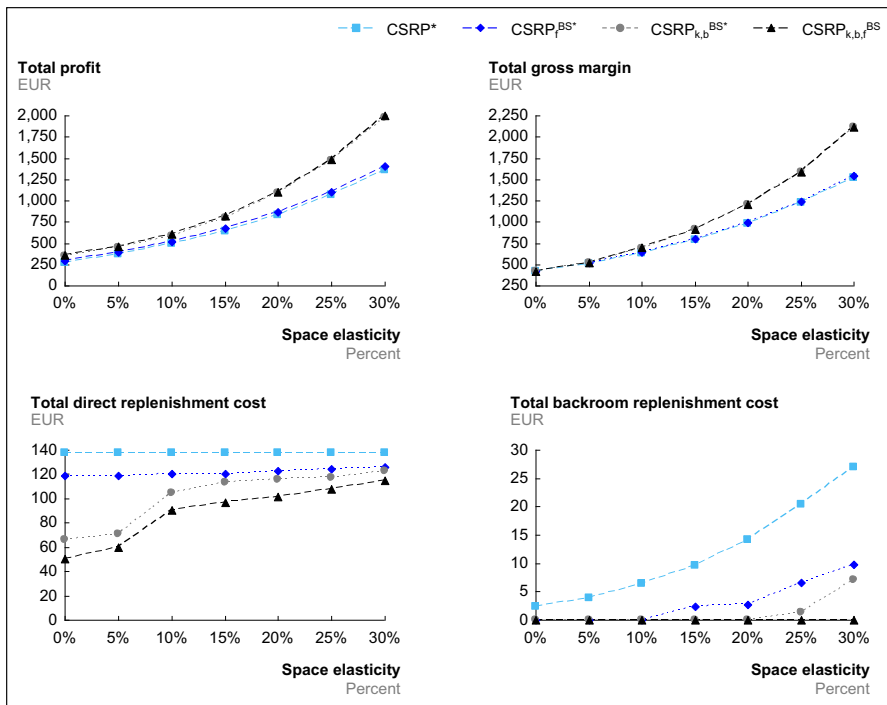 CSRP* CSRP_f^BS* CSRP_k,b^BS* CSRP_k,b,f^BS
Total profit
EUR
2,000
1,750
1,500
1,250
1,000
750
500
250
0
0% 5% 10% 15% 20% 25% 30%
Space elasticity
Percent
Total gross margin
EUR
2,250
2,000
1,750
1,500
1,250
1,000
750
500
250
0% 5% 10% 15% 20% 25% 30%
Space elasticity
Percent
Total direct replenishment cost
EUR
140
120
100
80
60
40
20
0
0% 5% 10% 15% 20% 25% 30%
Space elasticity
Percent
Total backroom replenishment cost
EUR
30
25
20
15
10
5
0
0% 5% 10% 15% 20% 25% 30%
Space elasticity
Percent